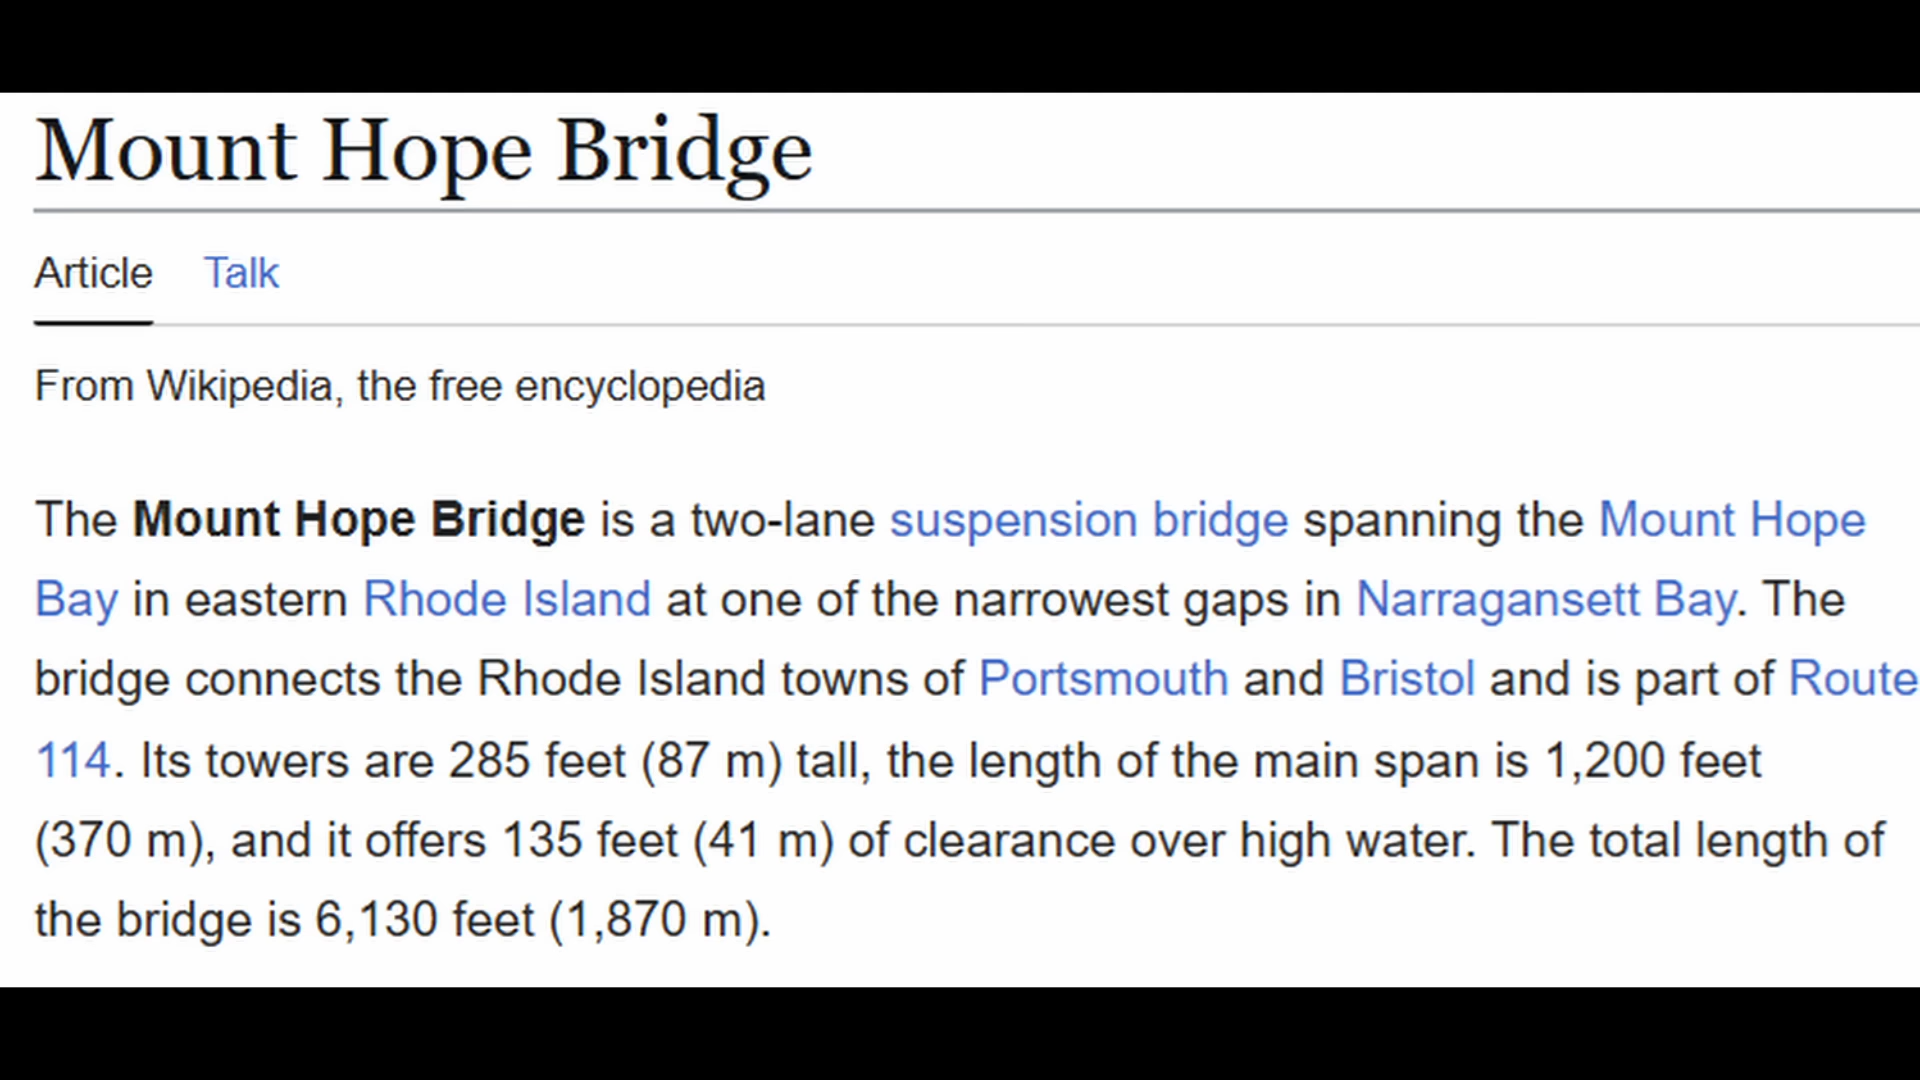 Mount Hope Bridge
Article Talk
From Wikipedia, the free encyclopedia
The Mount Hope Bridge is a two-lane suspension bridge spanning the Mount Hope
Bay in eastern Rhode Island at one of the narrowest gaps in Narragansett Bay. The
bridge connects the Rhode Island towns of Portsmouth and Bristol and is part of Route
114. Its towers are 285 feet (87 m) tall, the length of the main span is 1,200 feet
(370 m), and it offers 135 feet (41 m) of clearance over high water. The total length of
the bridge is 6,130 feet (1,870 m).